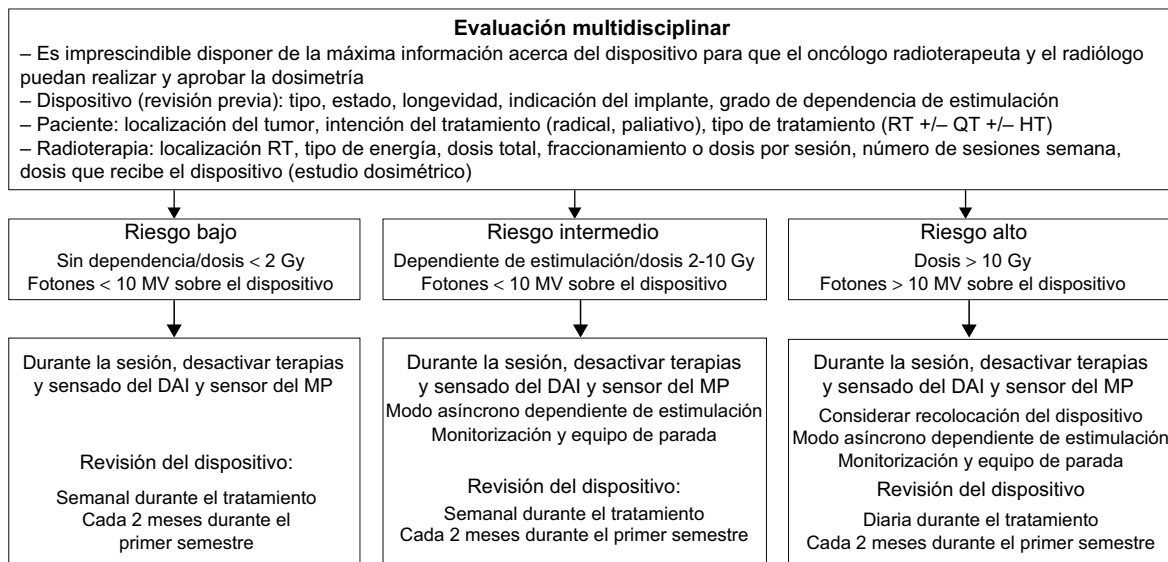 Evaluación multidisciplinar
– Es imprescindible disponer de la máxima información acerca del dispositivo para que el oncólogo radioterapeuta y el radiólogo
puedan realizar y aprobar la dosimetría
– Dispositivo (revisión previa): tipo, estado, longevidad, indicación del implante, grado de dependencia de estimulación
– Paciente: localización del tumor, intención del tratamiento (radical, paliativo), tipo de tratamiento (RT +/– QT +/– HT)
– Radioterapia: localización RT, tipo de energía, dosis total, fraccionamiento o dosis por sesión, número de sesiones semana,
dosis que recibe el dispositivo (estudio dosimétrico)
Riesgo bajo
Sin dependencia/dosis < 2 Gy
Fotones < 10 MV sobre el dispositivo
Riesgo intermedio
Dependiente de estimulación/dosis 2-10 Gy
Fotones < 10 MV sobre el dispositivo
Riesgo alto
Dosis > 10 Gy
Fotones > 10 MV sobre el dispositivo
Durante la sesión, desactivar terapias
y sensado del DAI y sensor del MP
Revisión del dispositivo:
Semanal durante el tratamiento
Cada 2 meses durante el
primer semestre
Durante la sesión, desactivar terapias
y sensado del DAI y sensor del MP
Modo asíncrono dependiente de estimulación
Monitorización y equipo de parada
Revisión del dispositivo:
Semanal durante el tratamiento
Cada 2 meses durante el primer semestre
Durante la sesión, desactivar terapias
y sensado del DAI y sensor del MP
Considerar recolocación del dispositivo
Modo asíncrono dependiente de estimulación
Monitorización y equipo de parada
Revisión del dispositivo
Diaria durante el tratamiento
Cada 2 meses durante el primer semestre